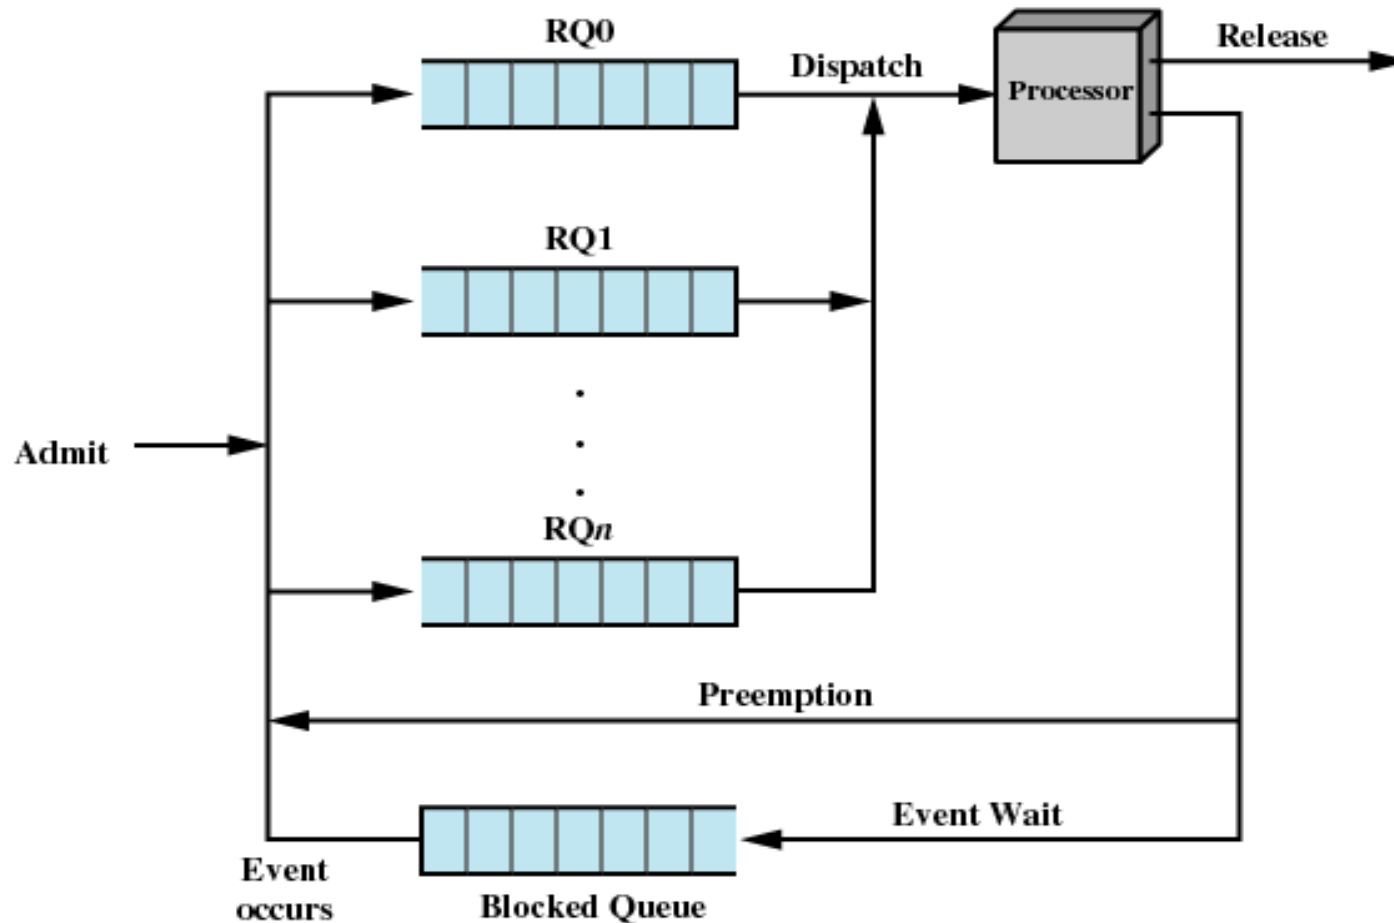 RQ0
Release
Dispatch
Processor
RQ1
.
.
.
Admit
RQn
Preemption
Event Wait
Event
occurs
Blocked Queue